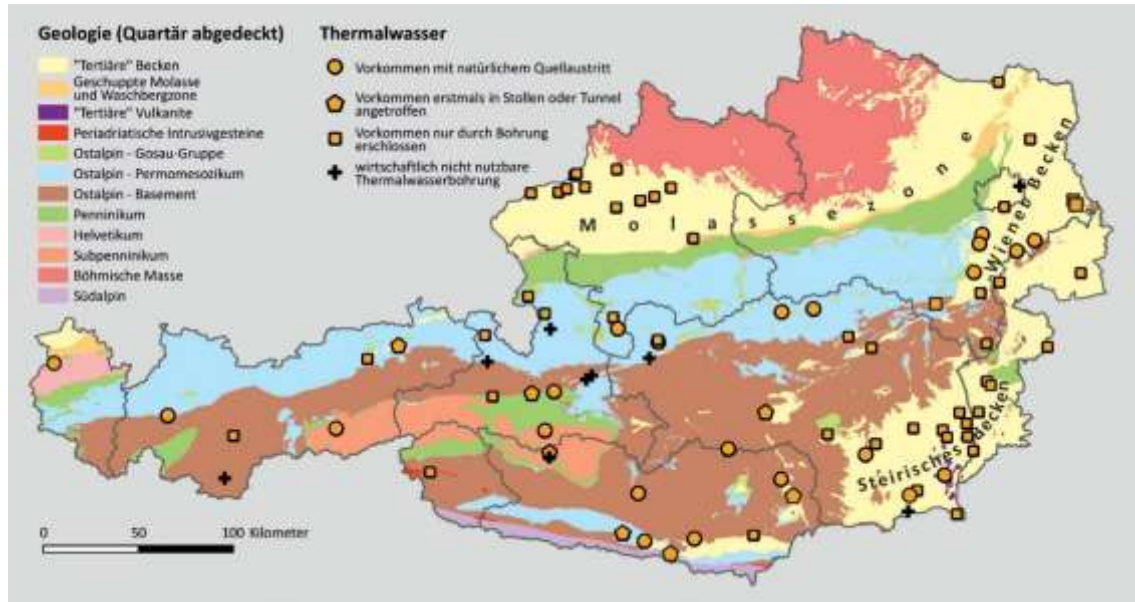 Geologie (Quartär abgedeckt)
"Tertiäre" Becken
Geschuppte Molasse
und Waschbergzone
"Tertiäre" Vulkanite
Periadriatische Intrusivgesteine
Ostalpin - Gosau-Gruppe
Ostalpin - Permomesozikum
Ostalpin - Basement
Penninikum
Helvetikum
Subpenninikum
Böhmische Masse
Südalpin
Thermalwasser
Vorkommen mit natürlichem Quellaustritt
Vorkommen erstmals in Stollen oder Tunnel
angetroffen
Vorkommen nur durch Bohrung
erschlossen
wirtschaftlich nicht nutzbare
Thermalwasserbohrung
Molassezone
Wiener Becken
Steirisches Becken
0 50 100 Kilometer